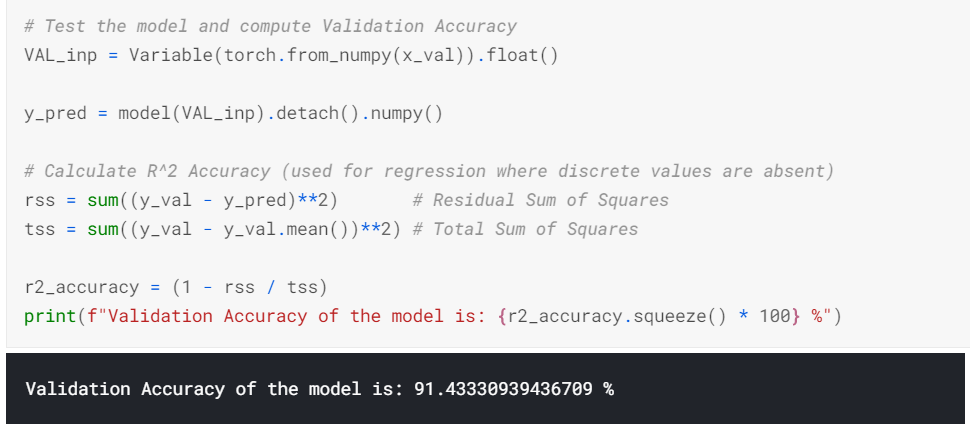 # Test the model and compute Validation Accuracy
VAL_inp = Variable(torch.from_numpy(x_val)).float()
y_pred = model(VAL_inp).detach().numpy()
# Calculate R^2 Accuracy (used for regression where discrete values are absent)
rss = sum((y_val - y_pred)**2)       # Residual Sum of Squares
tss = sum((y_val - y_val.mean())**2) # Total Sum of Squares
r2_accuracy = (1 - rss / tss)
print(f"Validation Accuracy of the model is: {r2_accuracy.squeeze() * 100} %")
Validation Accuracy of the model is: 91.43330939436709 %